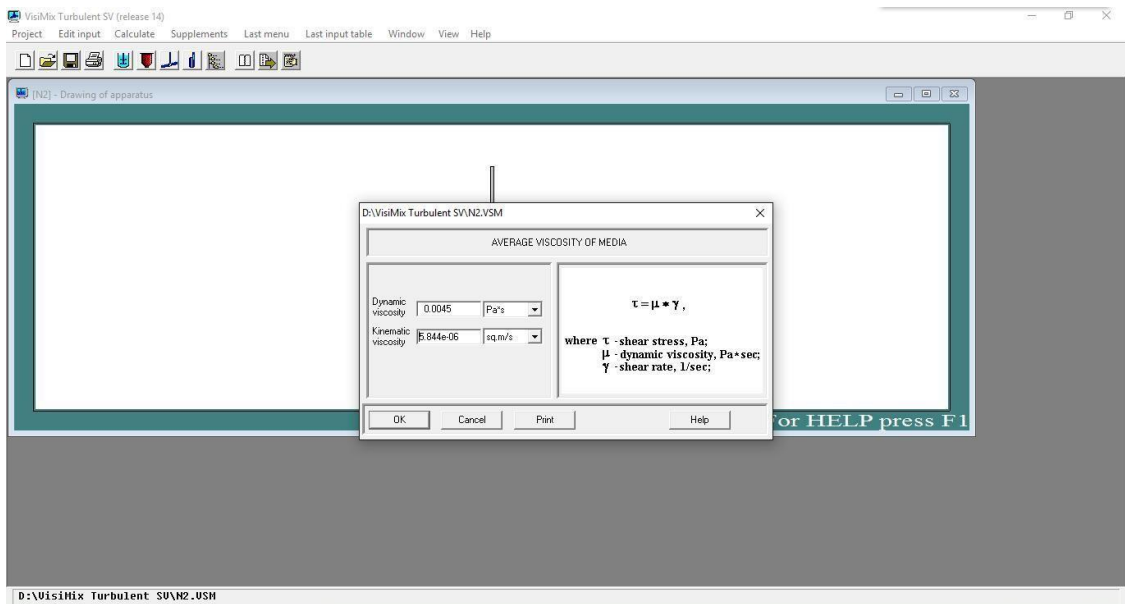 VisiMix Turbulent SV (release 14)
Project Edit input Calculate Supplements Last menu Last input table Window View Help
[N2] - Drawing of apparatus
D:\VisiMix Turbulent SV\N2.VSM
AVERAGE VISCOSITY OF MEDIA
Dynamic viscosity 0.0045 Pa*s
Kinematic viscosity 5.844e-06 sq.m/s
τ = μ * γ ,
where τ - shear stress, Pa;
μ - dynamic viscosity, Pa*sec;
γ - shear rate, 1/sec;
OK Cancel Print Help
or HELP press F1
D:\VisiMix Turbulent SV\N2.VSM